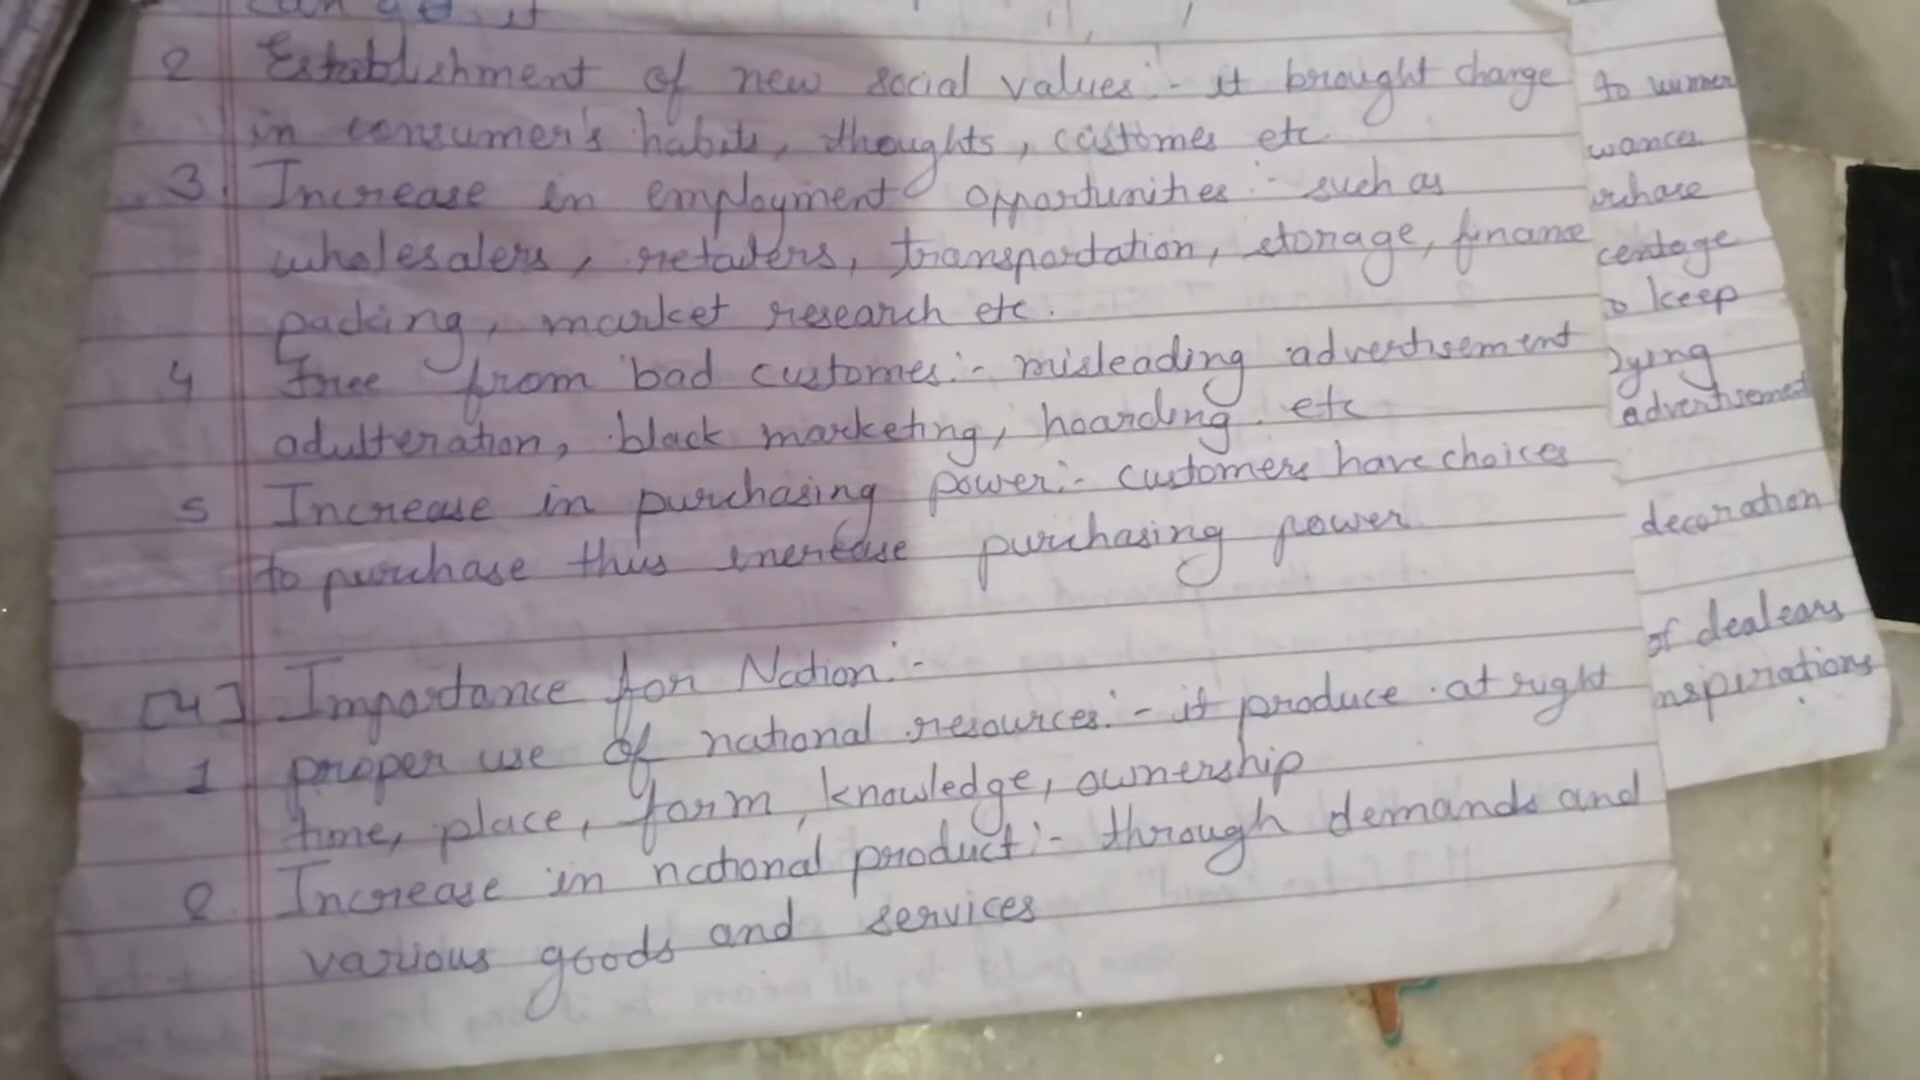 2 Establishment of new social values:- it brought change
in consumer's habits, thoughts, customes etc.
3. Increase in employment opportunities:- such as
wholesalers, retailers, transportation, storage, finance
packing, market research etc.
4 free from bad customes:- misleading advertisement
adulteration, black marketing, hoarding etc
5 Increase in purchasing power:- customers have choices
to purchase thus increase purchasing power
[4] Importance for Nation:-
1 proper use of national resources:- it produce at right
time, place, form, knowledge, ownership
2 Increase in national product:- through demands and
various goods and services
to
wances
rchase
centage
o keep
ying
advertisement
decoration
of dealears
nspirations